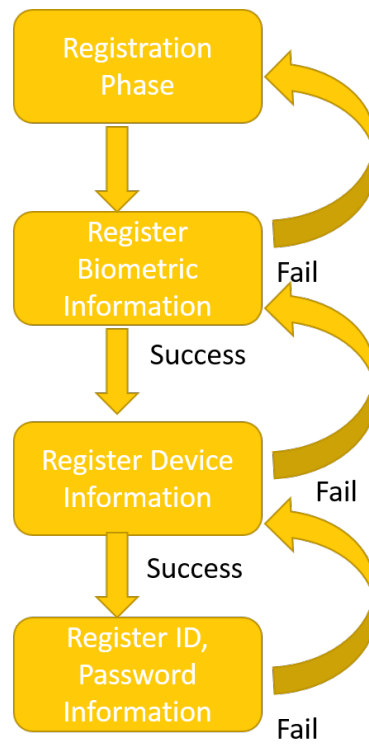 Registration
Phase
Register
Biometric
Information
Fail
Success
Register Device
Information
Fail
Success
Register ID,
Password
Information
Fail